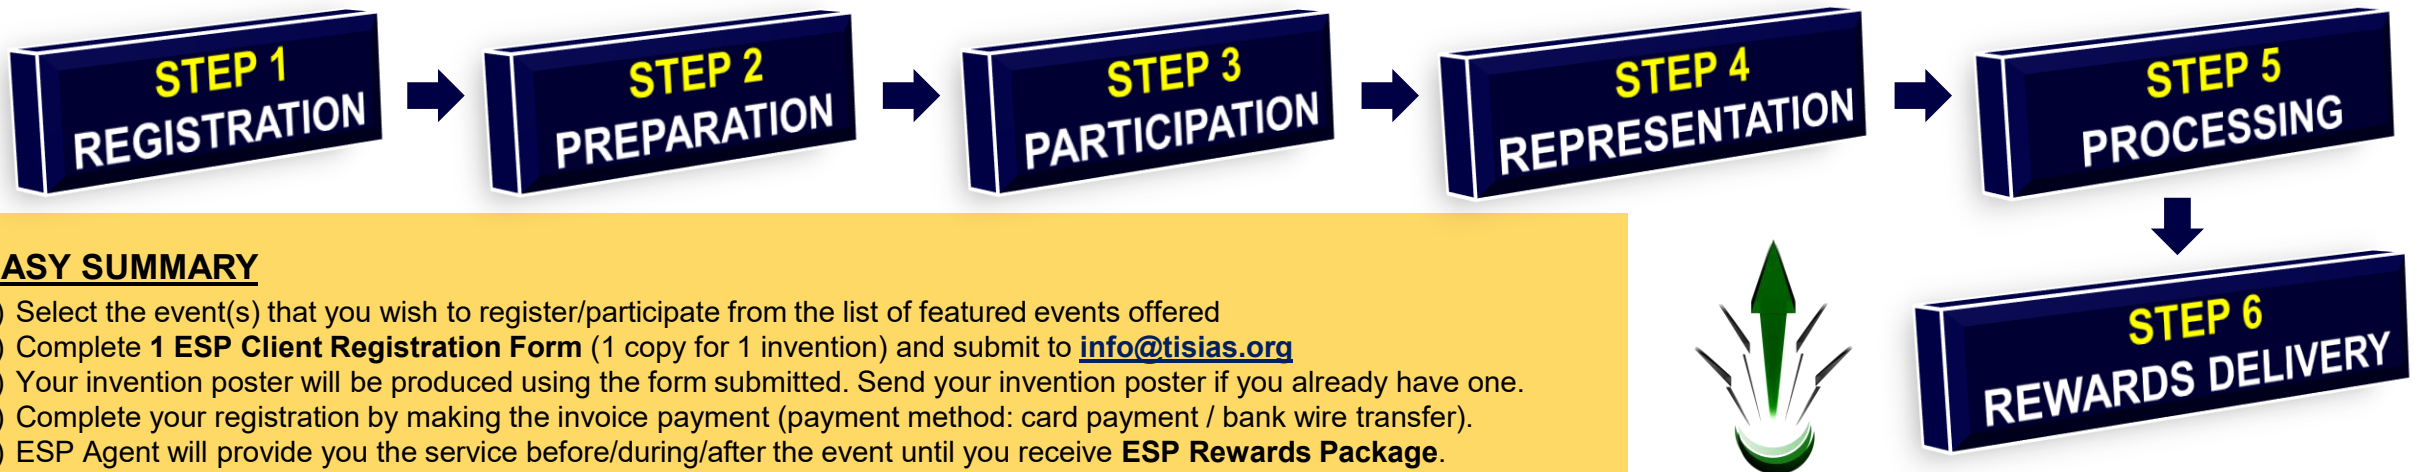 STEP 1
REGISTRATION
STEP 2
PREPARATION
STEP 3
PARTICIPATION
STEP 4
REPRESENTATION
STEP 5
PROCESSING
STEP 6
REWARDS DELIVERY
ASY SUMMARY
) Select the event(s) that you wish to register/participate from the list of featured events offered
) Complete 1 ESP Client Registration Form (1 copy for 1 invention) and submit to info@tisias.org
) Your invention poster will be produced using the form submitted. Send your invention poster if you already have one.
) Complete your registration by making the invoice payment (payment method: card payment / bank wire transfer).
) ESP Agent will provide you the service before/during/after the event until you receive ESP Rewards Package.